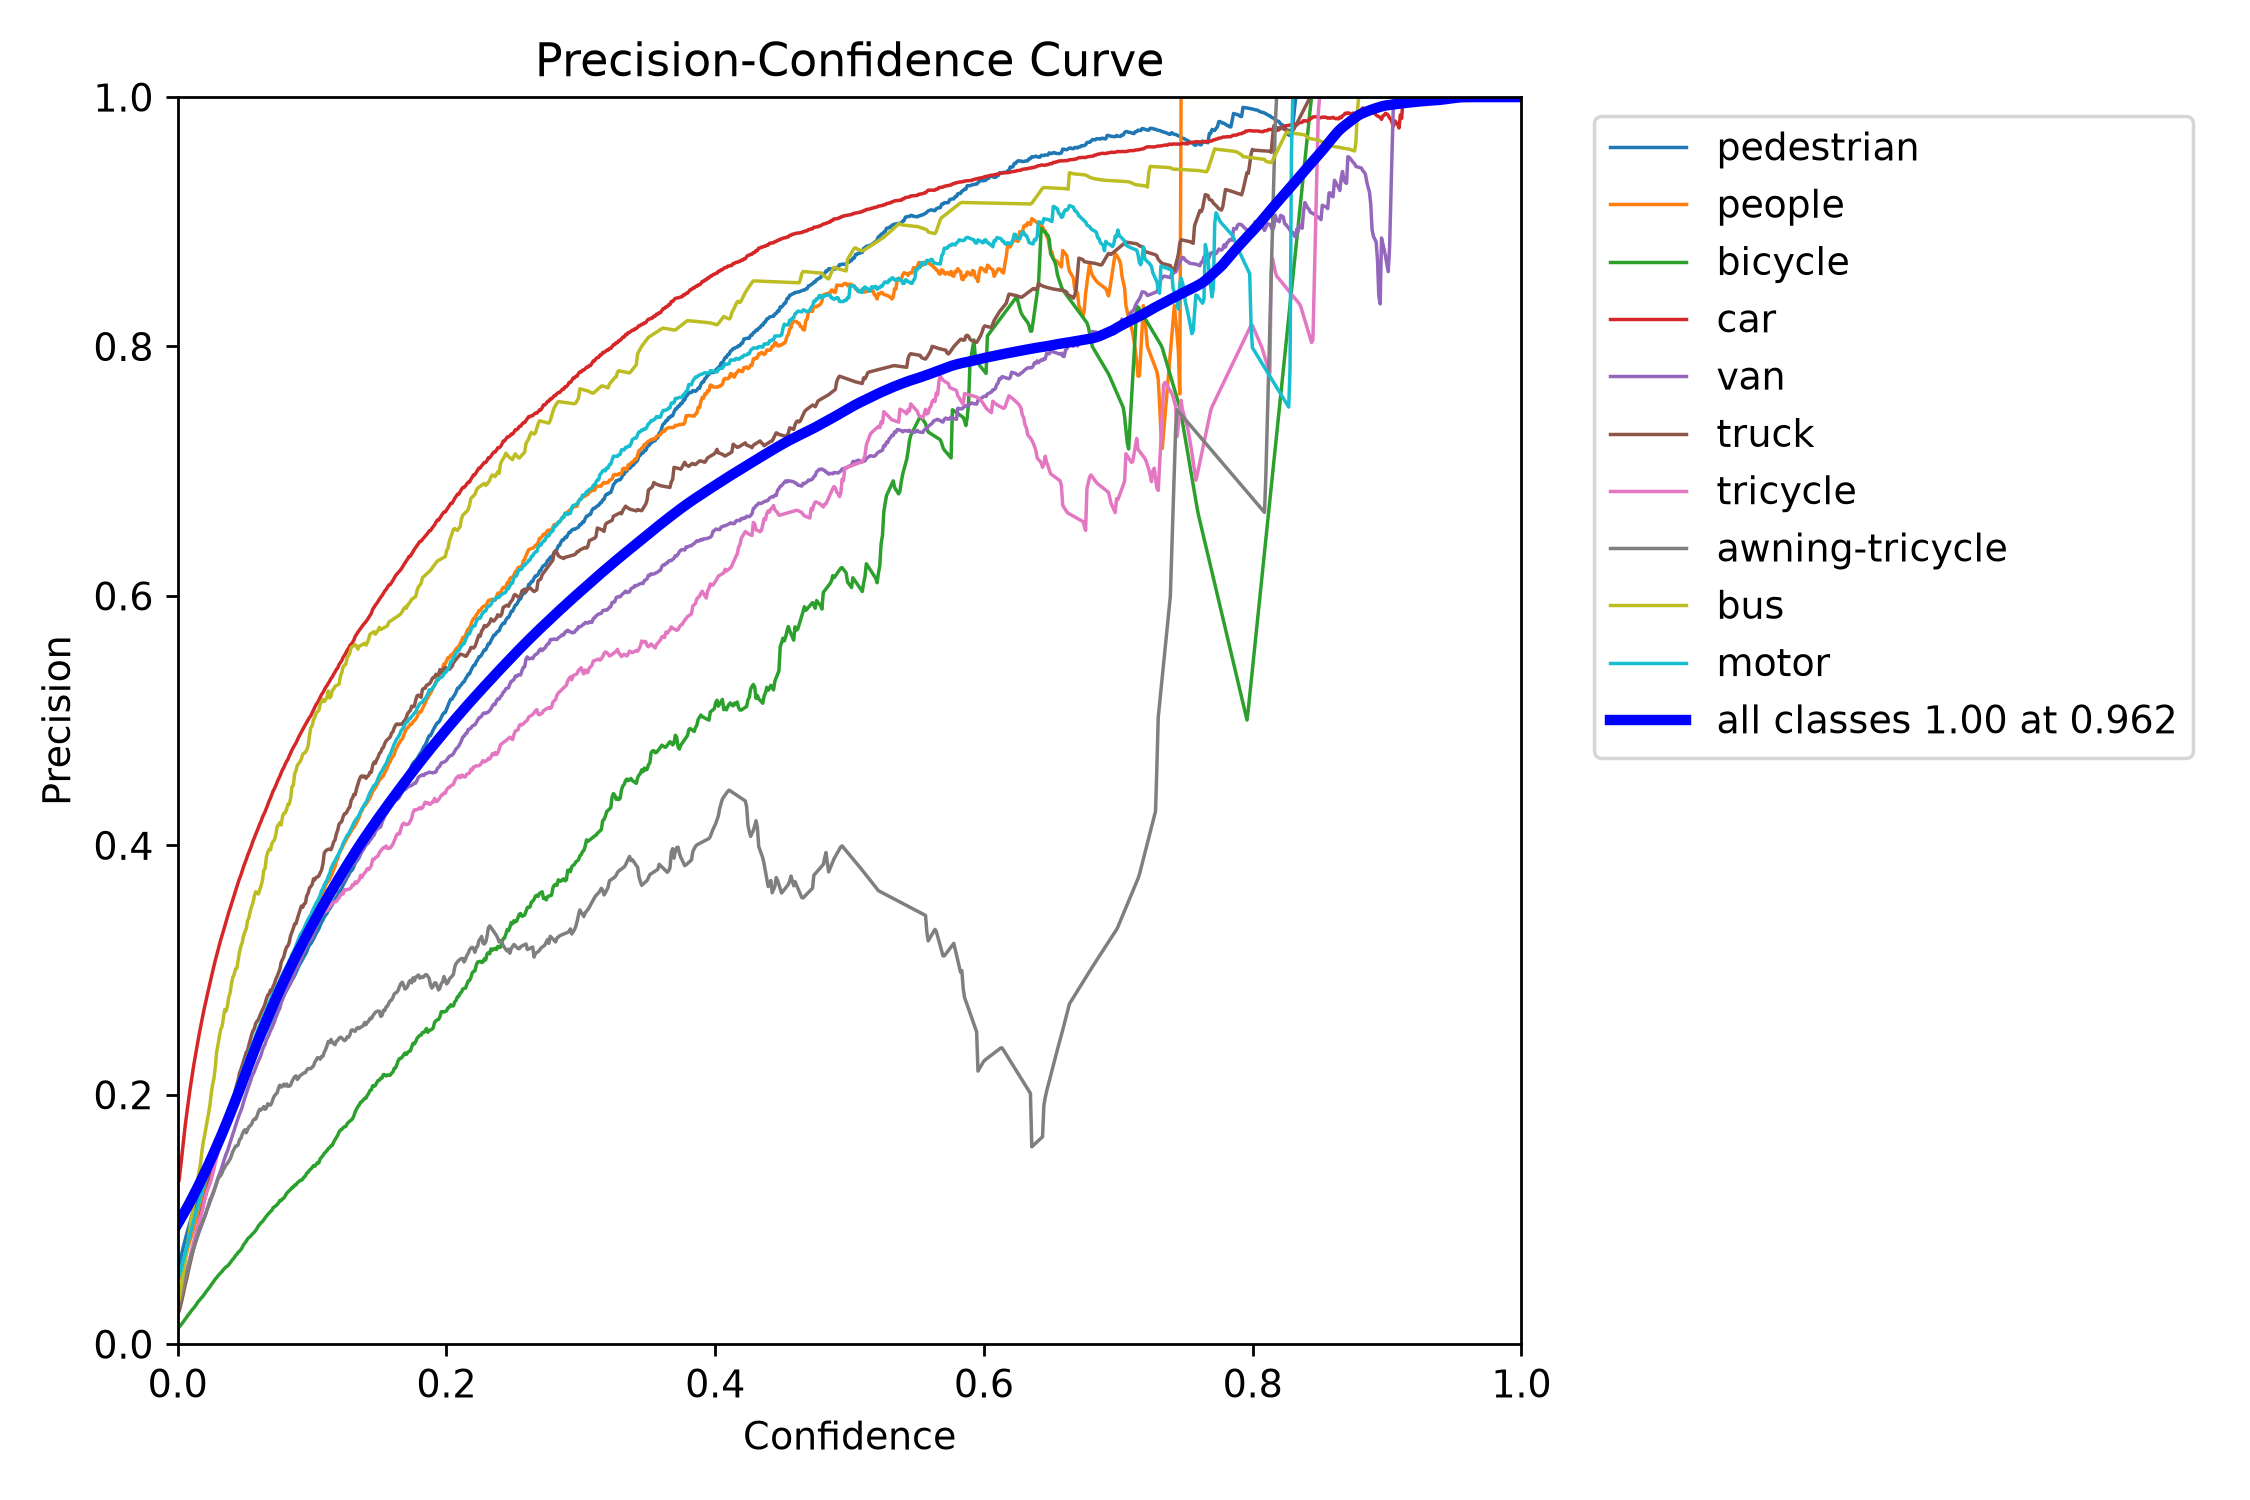 Precision-Confidence Curve
1.0
0.8
0.6
0.4
0.2
0.0
Precision
0.0 0.2 0.4 0.6 0.8 1.0
Confidence
pedestrian
people
bicycle
car
van
truck
tricycle
awning-tricycle
bus
motor
all classes 1.00 at 0.962